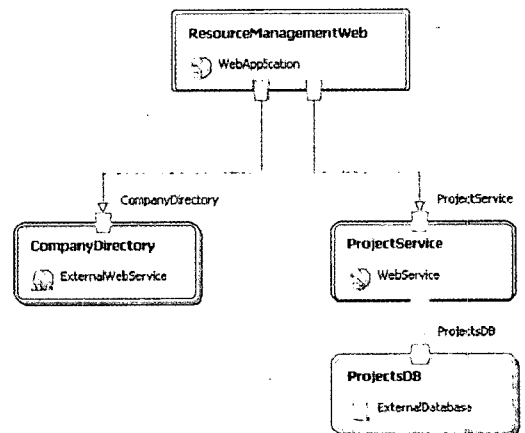 ResourceManagementWeb
WebApplication
CompanyDirectory
ProjectService
CompanyDirectory
ExternalWebService
ProjectService
WebService
ProjectsDB
ProjectsDB
ExternalDatabase